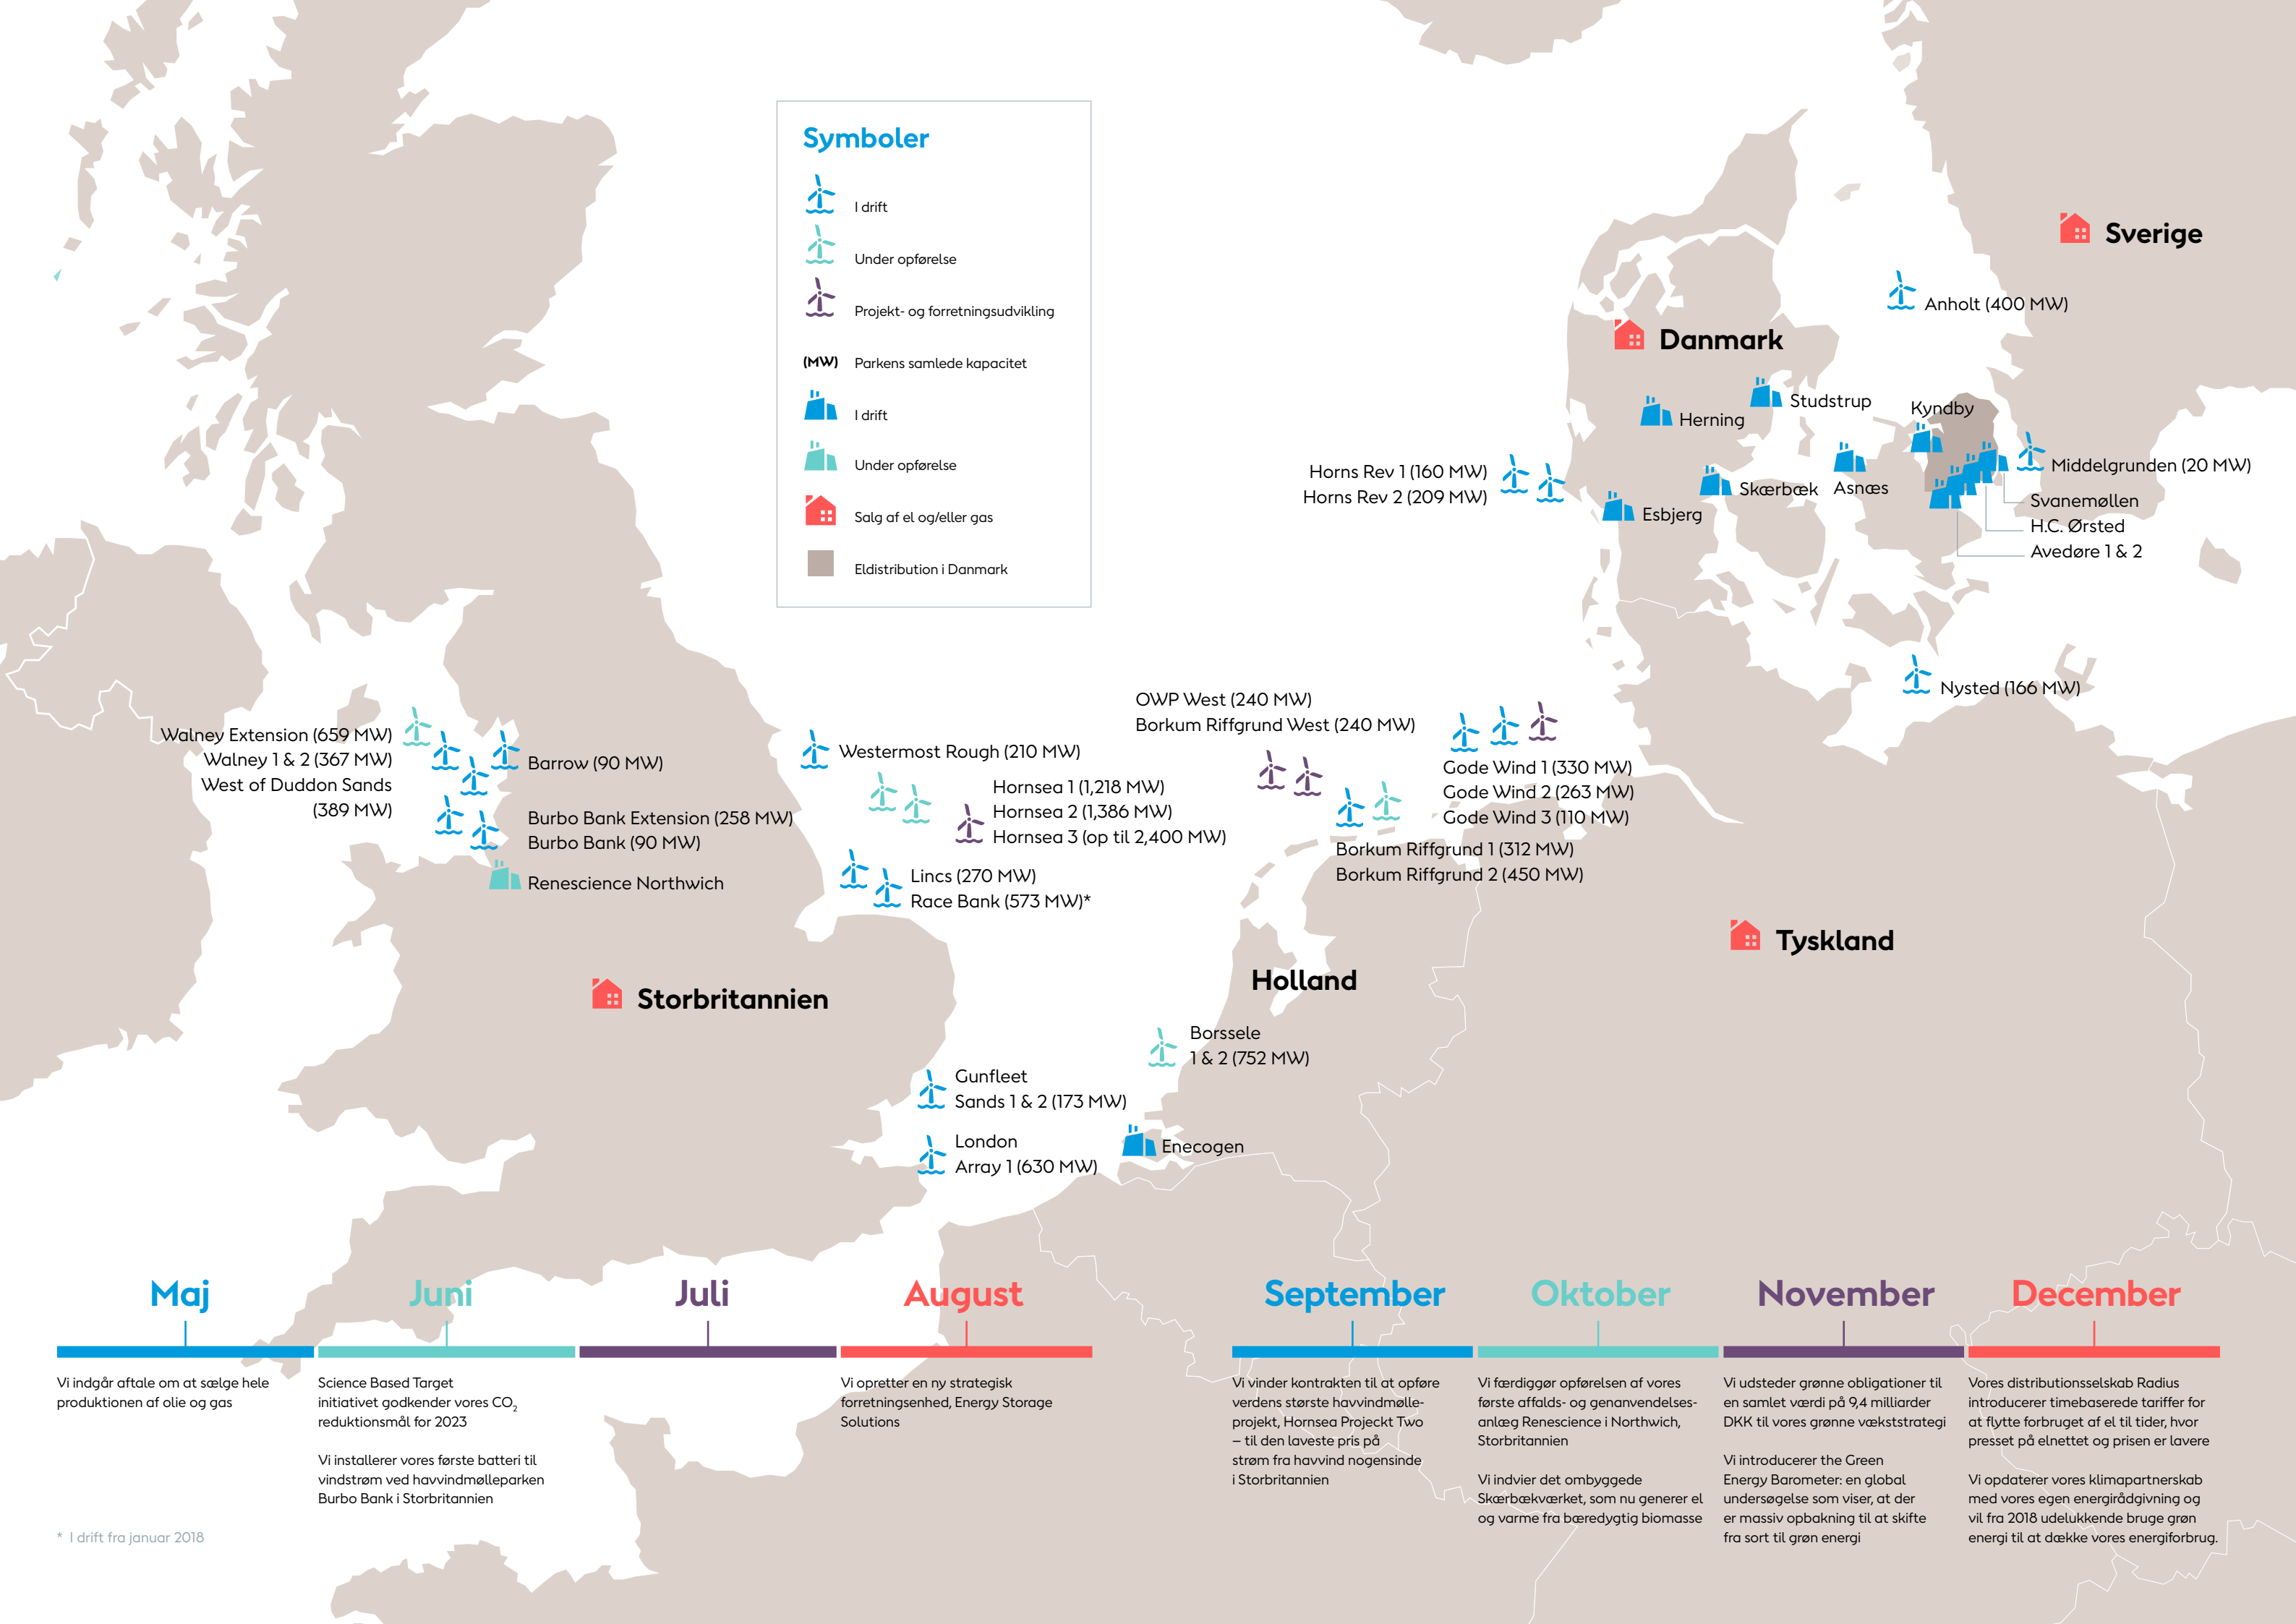 Symboler
I drift
Under opførelse
Projekt- og forretningsudvikling
(MW) Parkens samlede kapacitet
I drift
Under opførelse
Salg af el og/eller gas
Eldistribution i Danmark
Sverige
Anholt (400 MW)
Danmark
Studstrup
Herning
Kyndby
Horns Rev 1 (160 MW)
Horns Rev 2 (209 MW)
Middelgrunden (20 MW)
Skærbæk
Asnæs
Esbjerg
Svanemøllen
H.C. Ørsted
Avedøre 1 & 2
Nysted (166 MW)
OWP West (240 MW)
Borkum Riffgrund West (240 MW)
Walney Extension (659 MW)
Walney 1 & 2 (367 MW)
West of Duddon Sands
(389 MW)
Barrow (90 MW)
Burbo Bank Extension (258 MW)
Burbo Bank (90 MW)
Renescience Northwich
Westermost Rough (210 MW)
Hornsea 1 (1,218 MW)
Hornsea 2 (1,386 MW)
Hornsea 3 (op til 2,400 MW)
Lincs (270 MW)
Race Bank (573 MW)*
Gode Wind 1 (330 MW)
Gode Wind 2 (263 MW)
Gode Wind 3 (110 MW)
Borkum Riffgrund 1 (312 MW)
Borkum Riffgrund 2 (450 MW)
Tyskland
Holland
Storbritannien
Borssele
1 & 2 (752 MW)
Gunfleet
Sands 1 & 2 (173 MW)
London
Array 1 (630 MW)
Enecogen
Maj
Vi indgår aftale om at sælge hele
produktionen af olie og gas
Juni
Science Based Target
initiativet godkender vores CO₂
reduktionsmål for 2023
Vi installerer vores første batteri til
vindstrøm ved havvindmølleparken
Burbo Bank i Storbritannien
Juli
August
Vi opretter en ny strategisk
forretningsenhed, Energy Storage
Solutions
September
Vi vinder kontrakten til at opføre
verdens største havvindmølle-
projekt, Hornsea Projeckt Two
– til den laveste pris på
strøm fra havvind nogensinde
i Storbritannien
Oktober
Vi færdiggør opførelsen af vores
første affalds- og genanvendelses-
anlæg Renescience i Northwich,
Storbritannien
Vi indvier det ombyggede
Skærbækværket, som nu generer el
og varme fra bæredygtig biomasse
November
Vi udsteder grønne obligationer til
en samlet værdi på 9,4 milliarder
DKK til vores grønne vækststrategi
Vi introducerer the Green
Energy Barometer: en global
undersøgelse som viser, at der
er massiv opbakning til at skifte
fra sort til grøn energi
December
Vores distributionsselskab Radius
introducerer timebaserede tariffer for
at flytte forbruget af el til tider, hvor
presset på elnettet og prisen er lavere
Vi opdaterer vores klimapartnerskab
med vores egen energirådgivning og
vil fra 2018 udelukkende bruge grøn
energi til at dække vores energiforbrug.
* I drift fra januar 2018